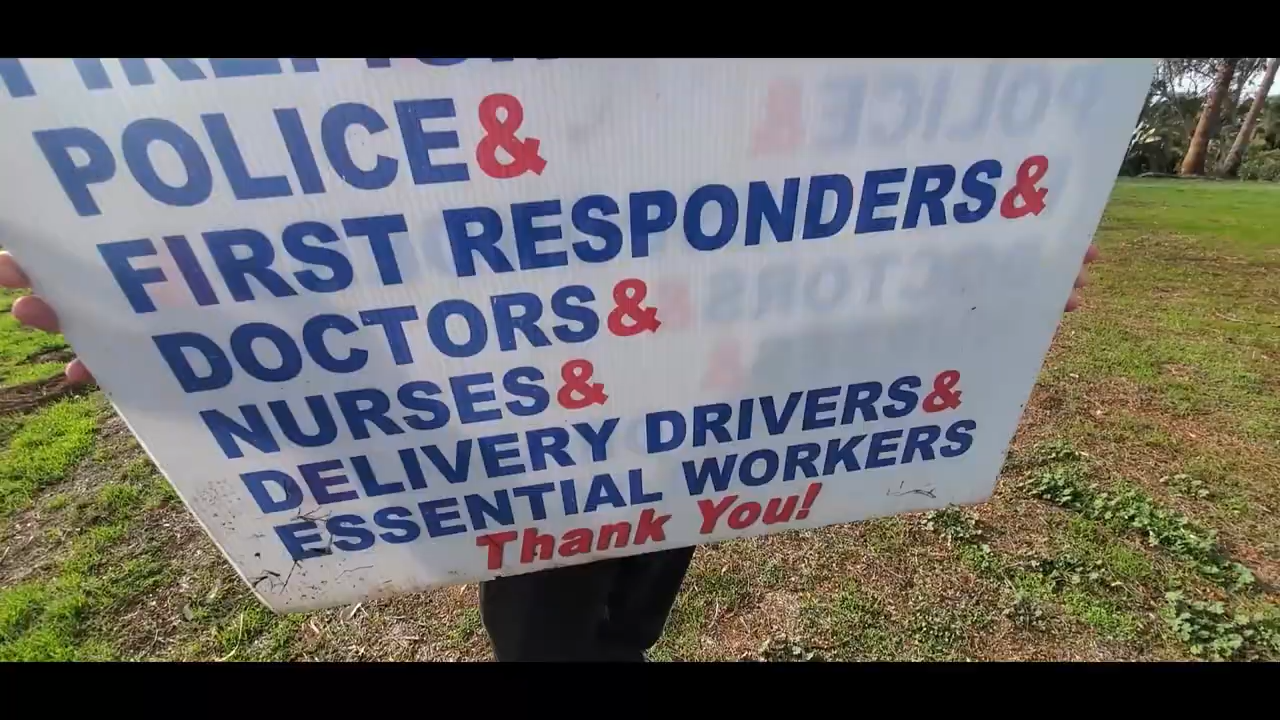 POLICE&
FIRST RESPONDERS&
DOCTORS&
NURSES&
DELIVERY DRIVERS&
ESSENTIAL WORKERS
Thank You!